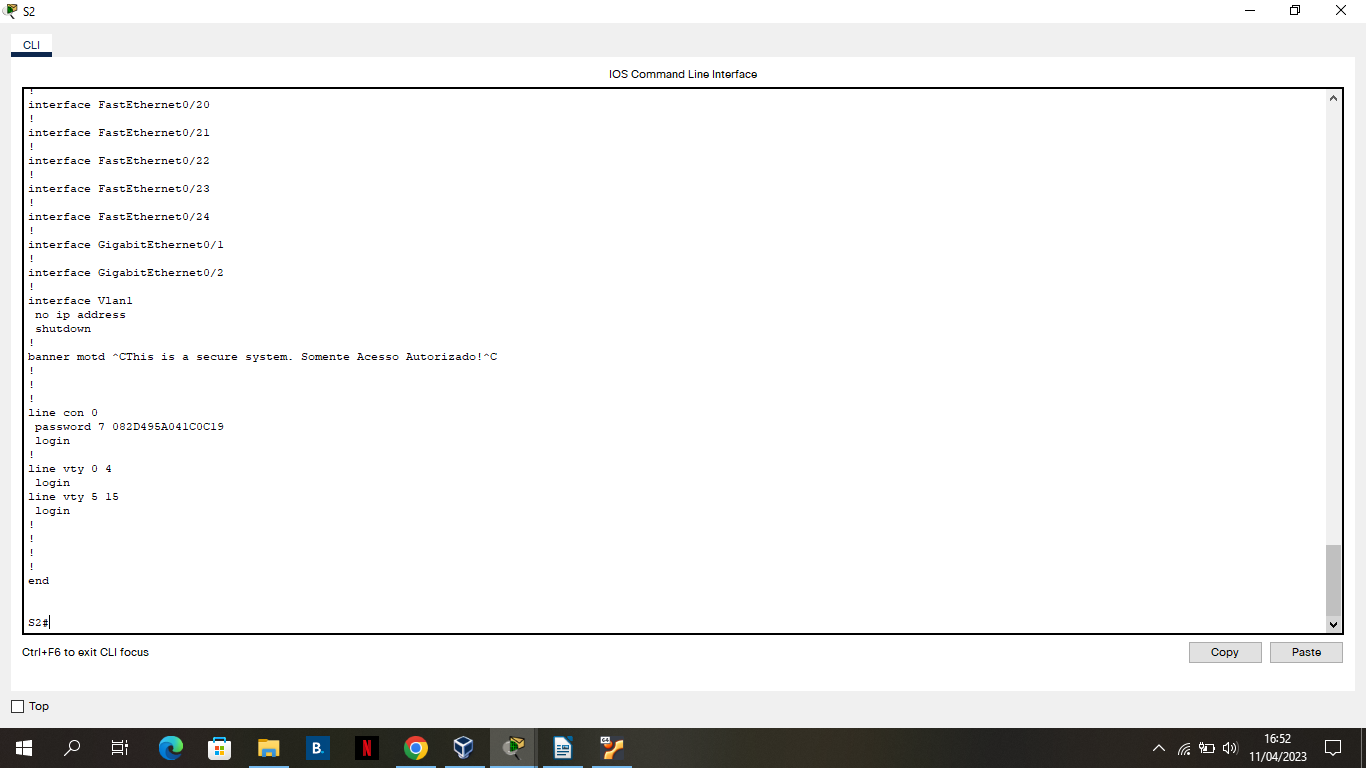 S2
CLI
IOS Command Line Interface
!
interface FastEthernet0/20
!
interface FastEthernet0/21
!
interface FastEthernet0/22
!
interface FastEthernet0/23
!
interface FastEthernet0/24
!
interface GigabitEthernet0/1
!
interface GigabitEthernet0/2
!
interface Vlan1
 no ip address
 shutdown
!
banner motd ^CThis is a secure system. Somente Acesso Autorizado!^C
!
!
!
line con 0
 password 7 082D495A041C0C19
 login
!
line vty 0 4
 login
line vty 5 15
 login
!
!
!
!
end
S2#
Ctrl+F6 to exit CLI focus
Copy
Paste
Top
B.
N
16:52
11/04/2023